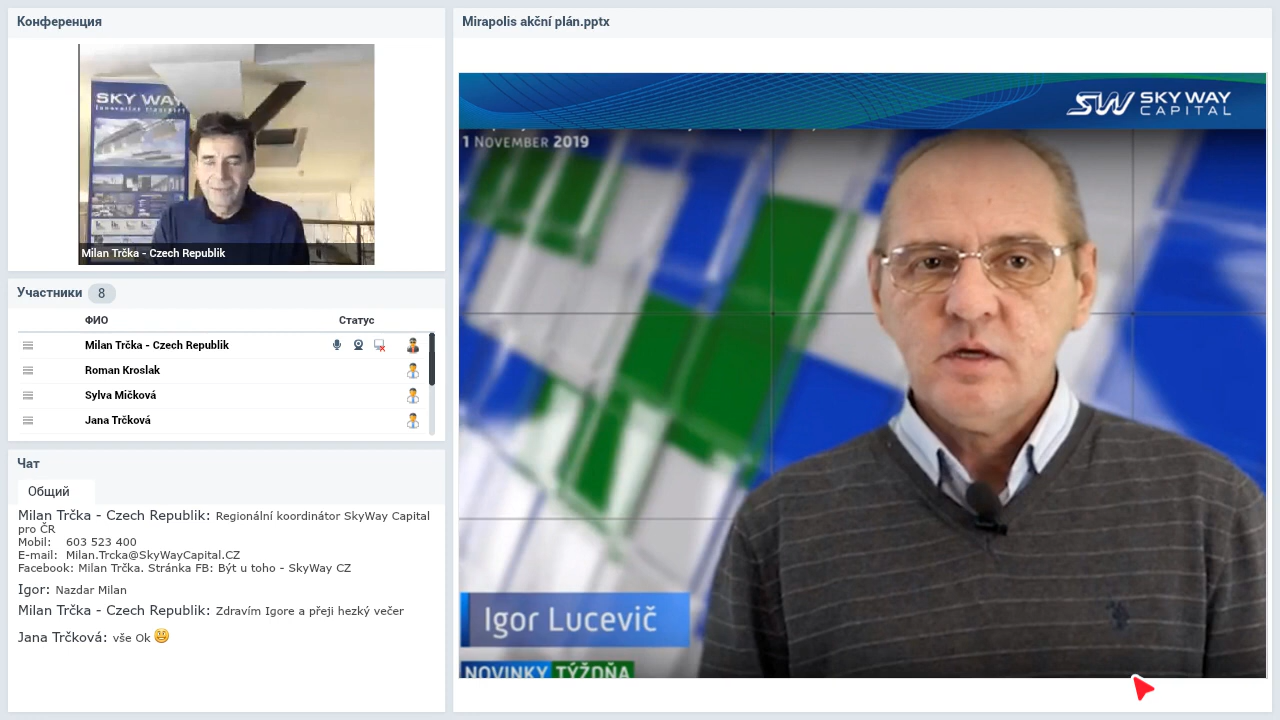 Конференция
SKY WAY
Milan Trčka - Czech Republik
Участники 8
ФИО Статус
Milan Trčka - Czech Republik
Roman Kroslak
Sylva Mičková
Jana Trčková
Чат
Общий
Milan Trčka - Czech Republik: Regionální koordinátor SkyWay Capital
pro ČR
Mobil: 603 523 400
E-mail: Milan.Trcka@SkyWayCapital.CZ
Facebook: Milan Trčka. Stránka FB: Být u toho - SkyWay CZ
Igor: Nazdar Milan
Milan Trčka - Czech Republik: Zdravím Igore a přeji hezký večer
Jana Trčková: vše Ok
Mirapolis akční plán.pptx
SW SKY WAY
CAPITAL
1 NOVEMBER 2019
Igor Lucevič
NOVINKY TÝŽDŇA